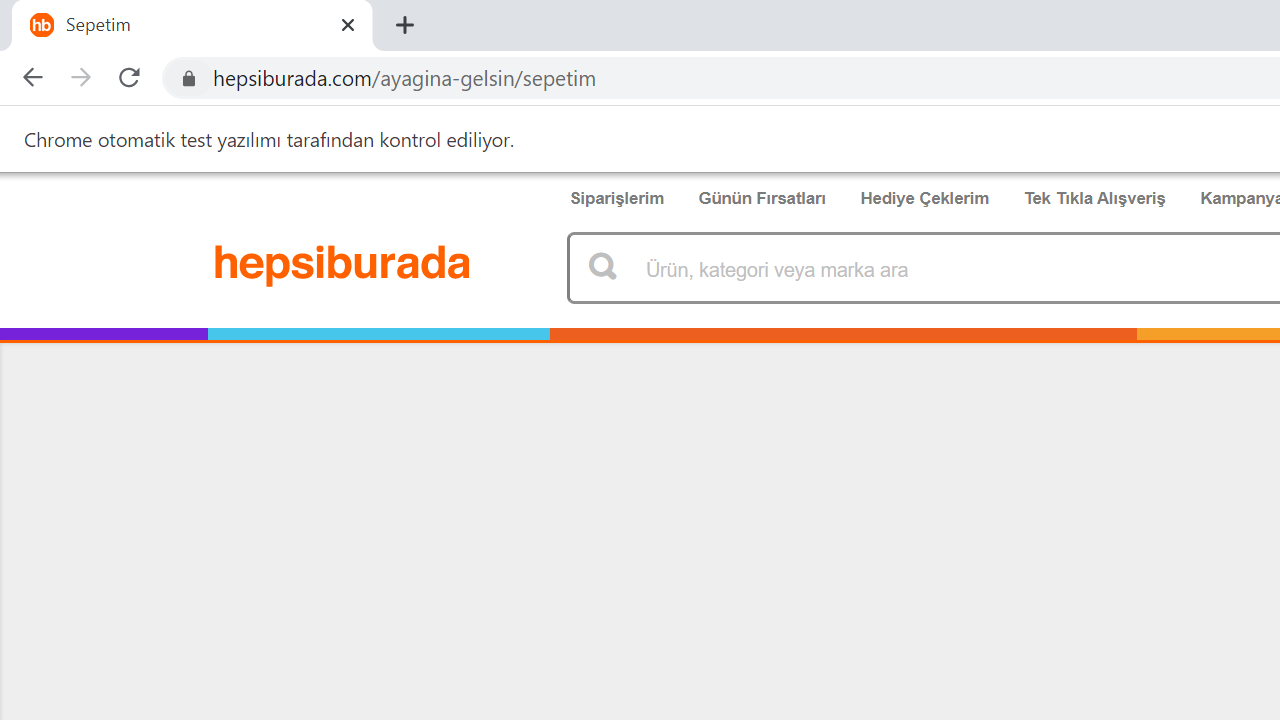 hb Sepetim
hepsiburada.com/ayagina-gelsin/sepetim
Chrome otomatik test yazılımı tarafından kontrol ediliyor.
Siparişlerim Günün Fırsatları Hediye Çeklerim Tek Tıkla Alışveriş Kampanya
hepsiburada
Ürün, kategori veya marka ara